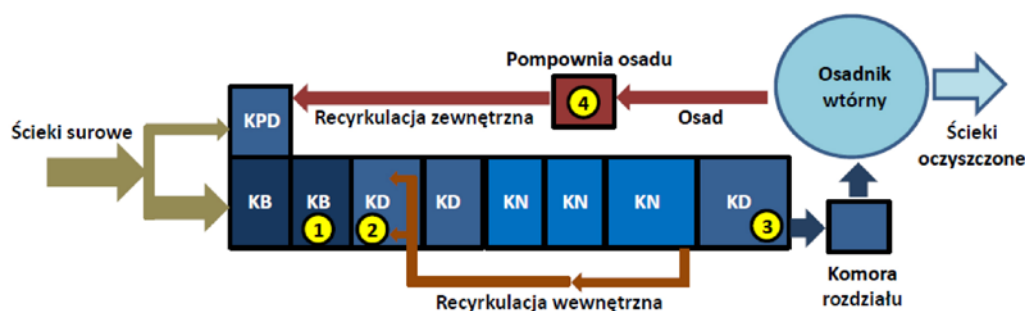 Pompownia osadu
4
Osadnik
wtórny
Recyrkulacja zewnętrzna
Osad
Ścieki surowe
KPD
Ścieki
oczyszczone
KB
KB
KD
KD
KN
KN
KN
KD
1
2
3
Recyrkulacja wewnętrzna
Komora
rozdziału